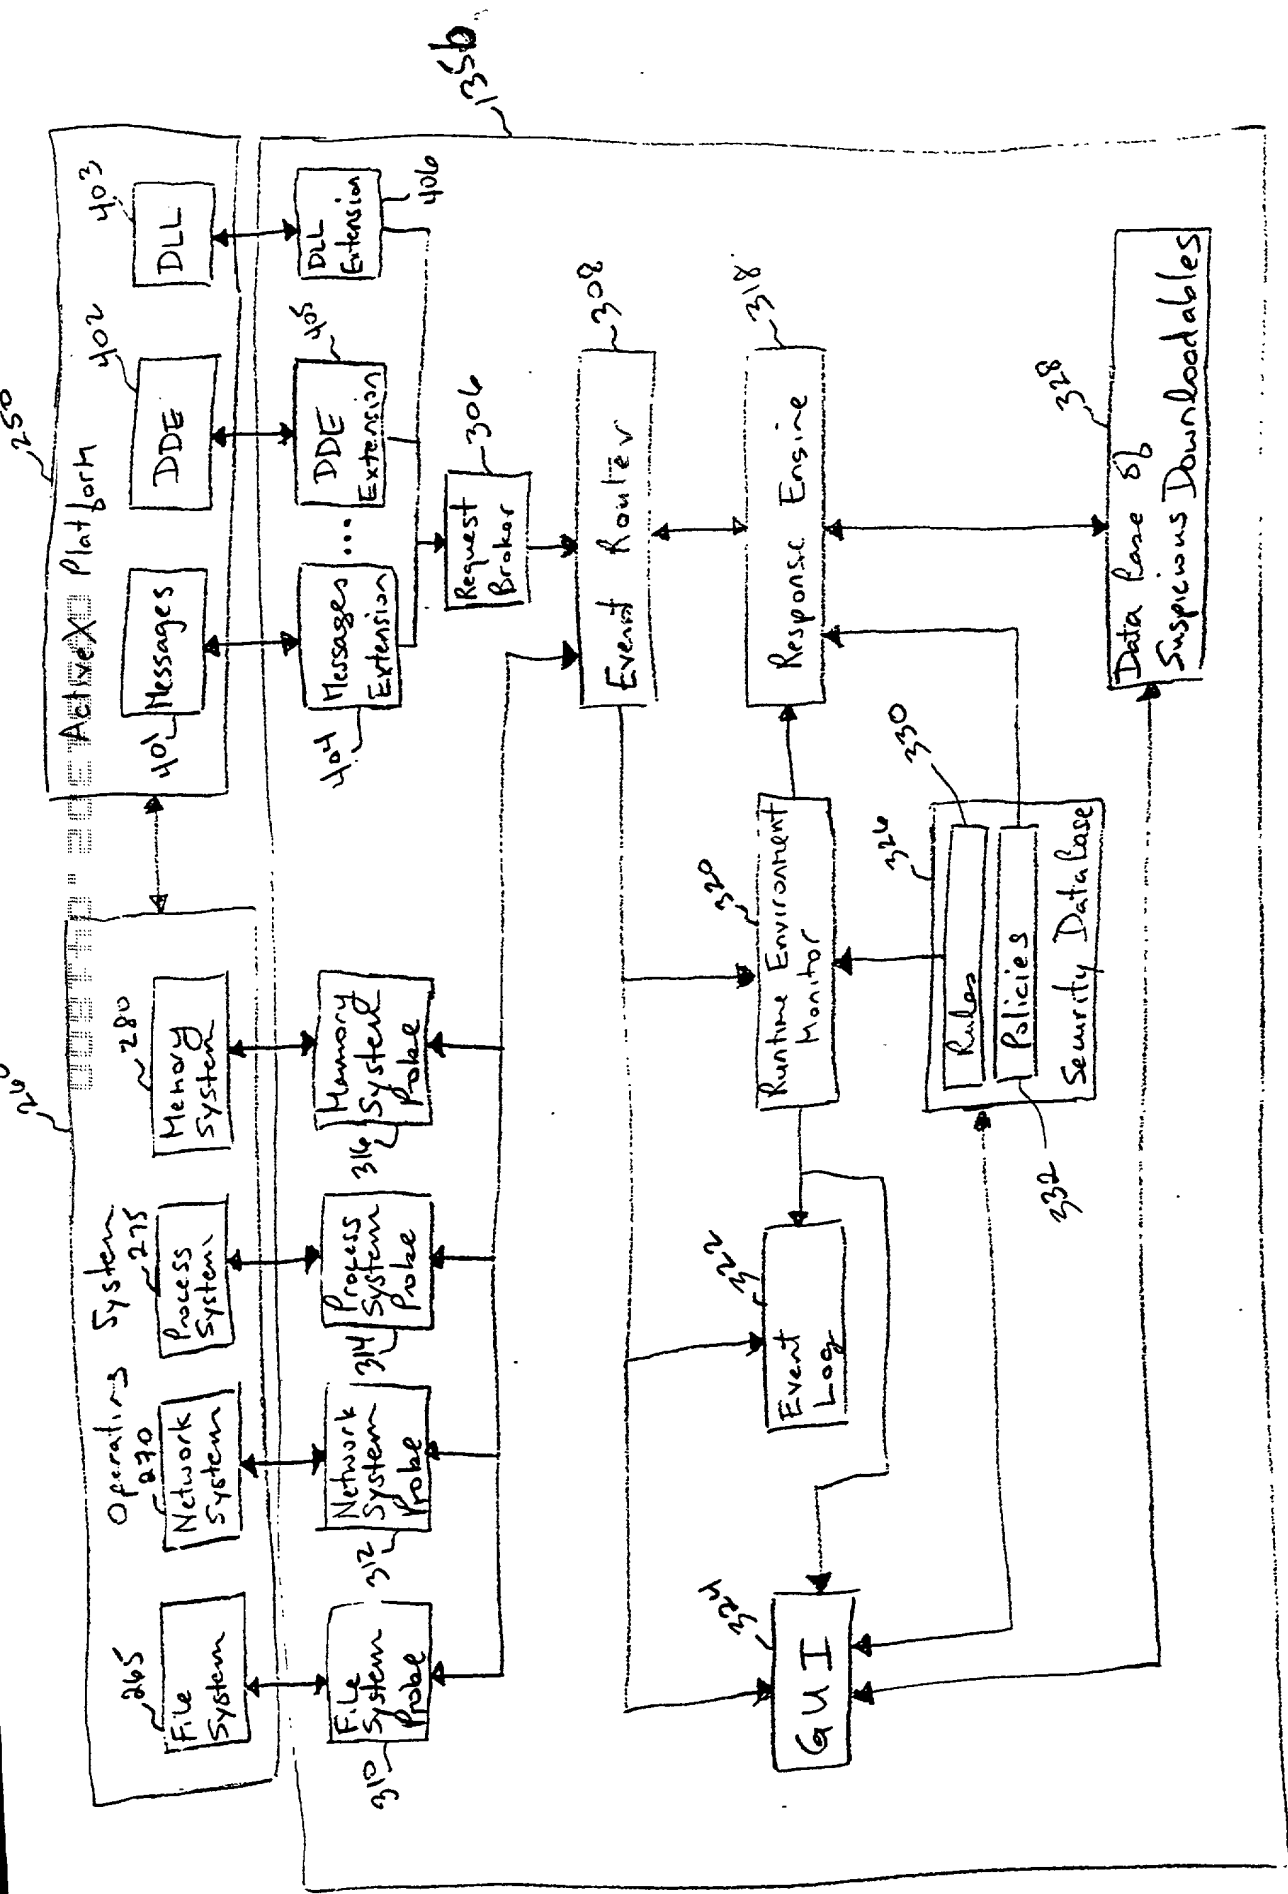 260
250
Operating System
ActiveX Platform
265
File
System
270
Network
System
275
Process
System
280
Memory
System
401
Messages
402
DDE
403
DLL
135b
310
File
System
Probe
312
Network
System
Probe
314
Process
System
Probe
316
Memory
System
Probe
404
Messages
Extension
...
405
DDE
Extension
406
DLL
Extension
Request
Broker
306
Event Router
308
324
GUI
322
Event
Log
320
Runtime Environment
Monitor
Response Engine
318
326
330
Rules
Policies
332
Security Database
328
Data Base of
Suspicious Downloadables